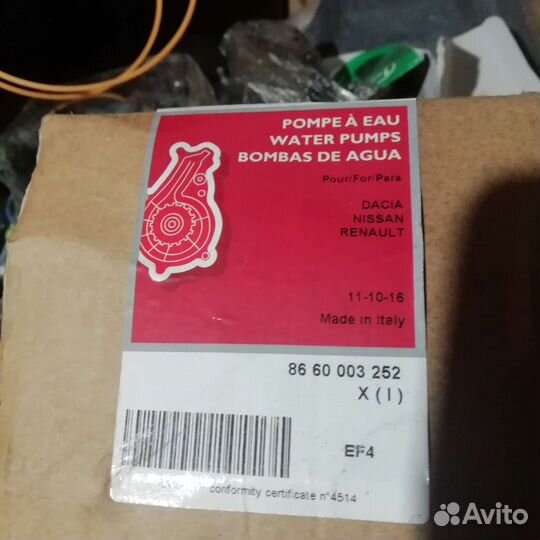 POMPE À EAU
WATER PUMPS
BOMBAS DE AGUA
Pour/For/Para
DACIA
NISSAN
RENAULT
11-10-16
Made in Italy
86 60 003 252
X ( I )
EF4
conformity certificate n°4514
Avito